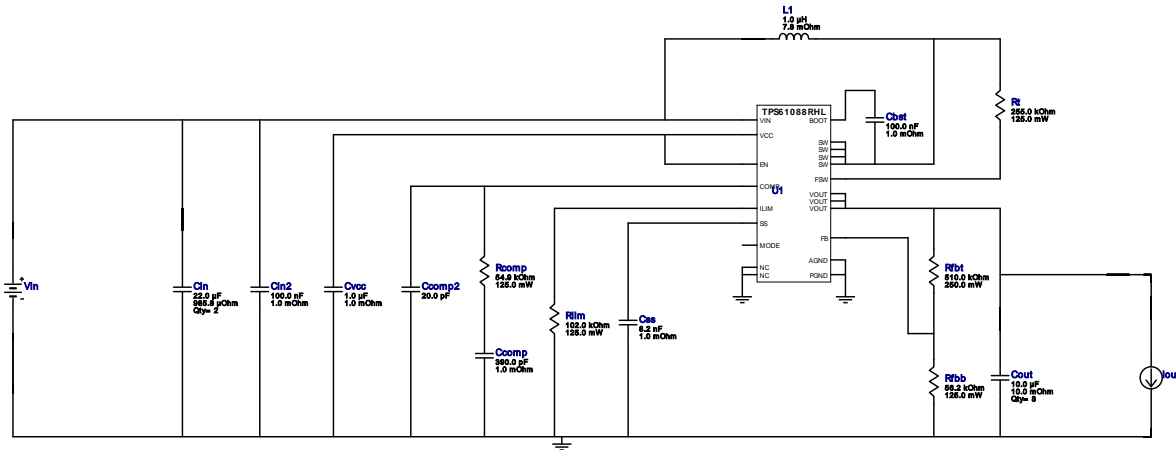 L1
1.0 µH
7.8 mOhm
TPS61088RHL
VIN
BOOT
VCC
SW
SW
SW
SW
EN
FSW
COMP
U1
VOUT
VOUT
VOUT
ILIM
SS
FB
MODE
AGND
NC
NC
PGND
Cbst
100.0 nF
1.0 mOhm
Rt
255.0 kOhm
125.0 mW
Vin
Cin
22.0 µF
985.8 µOhm
Qty= 2
Cin2
100.0 nF
1.0 mOhm
Cvcc
1.0 µF
1.0 mOhm
Ccomp2
20.0 pF
Rcomp
54.9 kOhm
125.0 mW
Ccomp
390.0 pF
1.0 mOhm
Rlim
102.0 kOhm
125.0 mW
Css
8.2 nF
1.0 mOhm
Rfbt
510.0 kOhm
250.0 mW
Rfbb
56.2 kOhm
125.0 mW
Cout
10.0 µF
10.0 mOhm
Iou